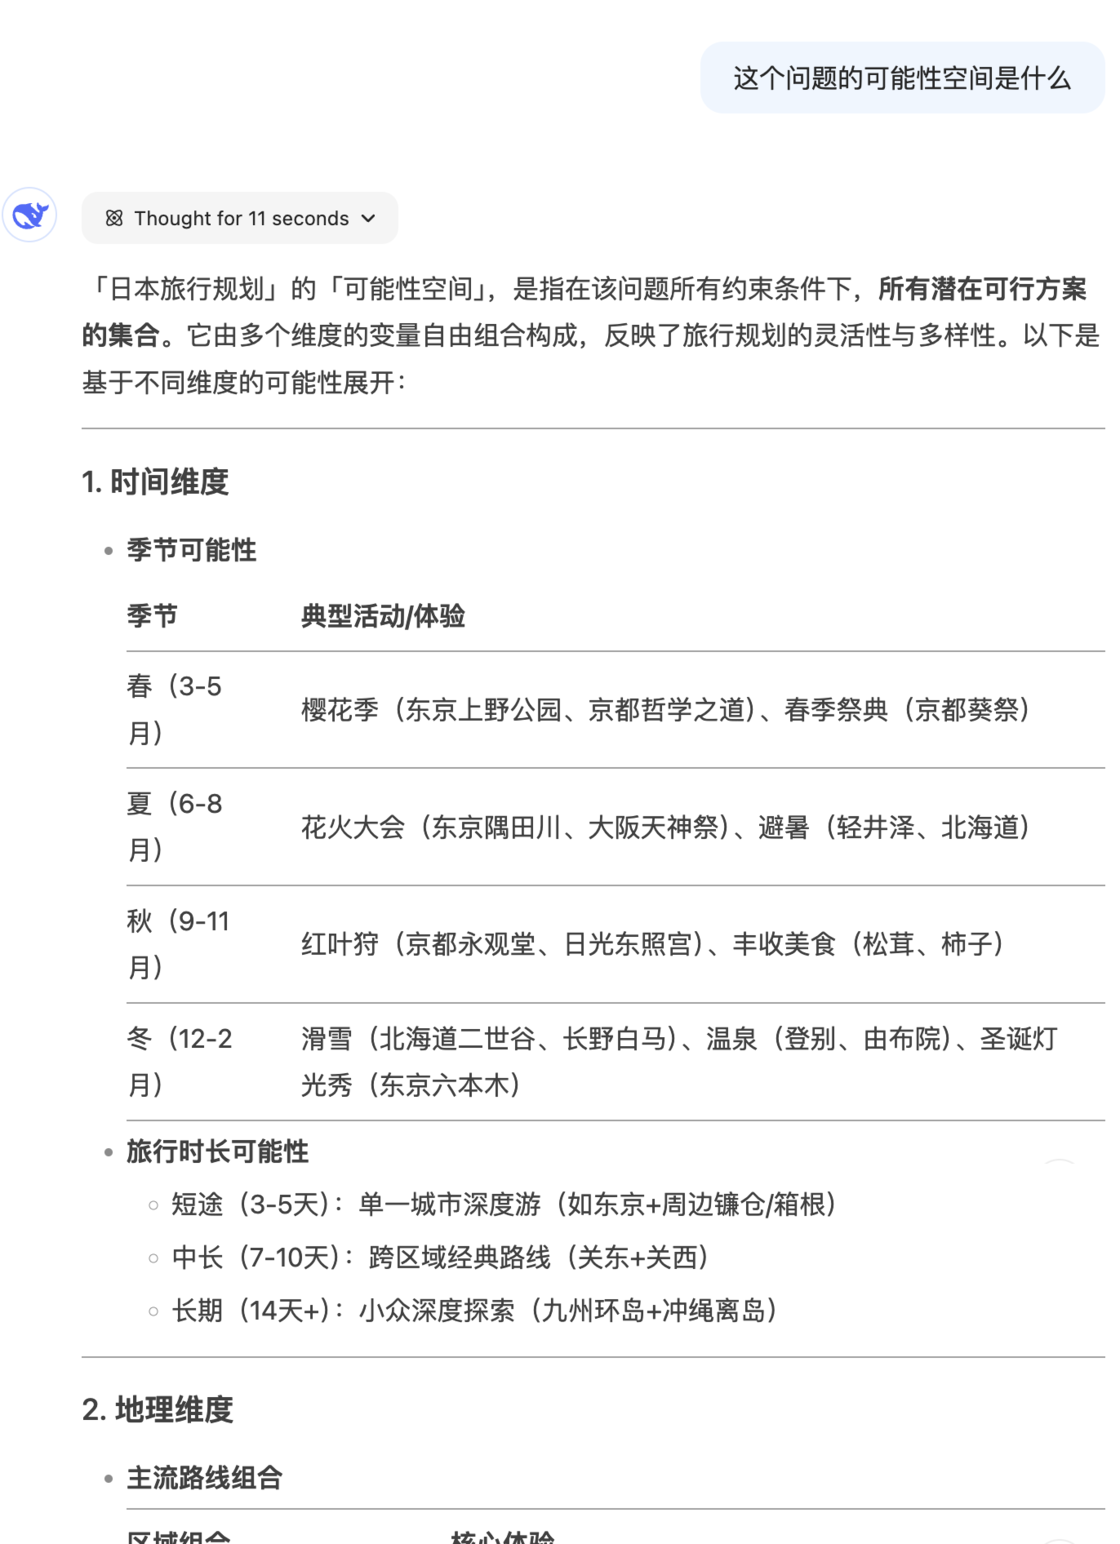 这个问题的可能性空间是什么
Thought for 11 seconds
「日本旅行规划」的「可能性空间」，是指在该问题所有约束条件下，所有潜在可行方案
的集合。它由多个维度的变量自由组合构成，反映了旅行规划的灵活性与多样性。以下是
基于不同维度的可能性展开：
1. 时间维度
• 季节可能性
季节 典型活动/体验
春（3-5
月）
樱花季（东京上野公园、京都哲学之道）、春季祭典（京都葵祭）
夏（6-8
月）
花火大会（东京隅田川、大阪天神祭）、避暑（轻井泽、北海道）
秋（9-11
月）
红叶狩（京都永观堂、日光东照宫）、丰收美食（松茸、柿子）
冬（12-2
月）
滑雪（北海道二世谷、长野白马）、温泉（登别、由布院）、圣诞灯
光秀（东京六本木）
• 旅行时长可能性
○ 短途（3-5天）：单一城市深度游（如东京+周边镰仓/箱根）
○ 中长（7-10天）：跨区域经典路线（关东+关西）
○ 长期（14天+）：小众深度探索（九州环岛+冲绳离岛）
2. 地理维度
• 主流路线组合
区域组合 核心体验